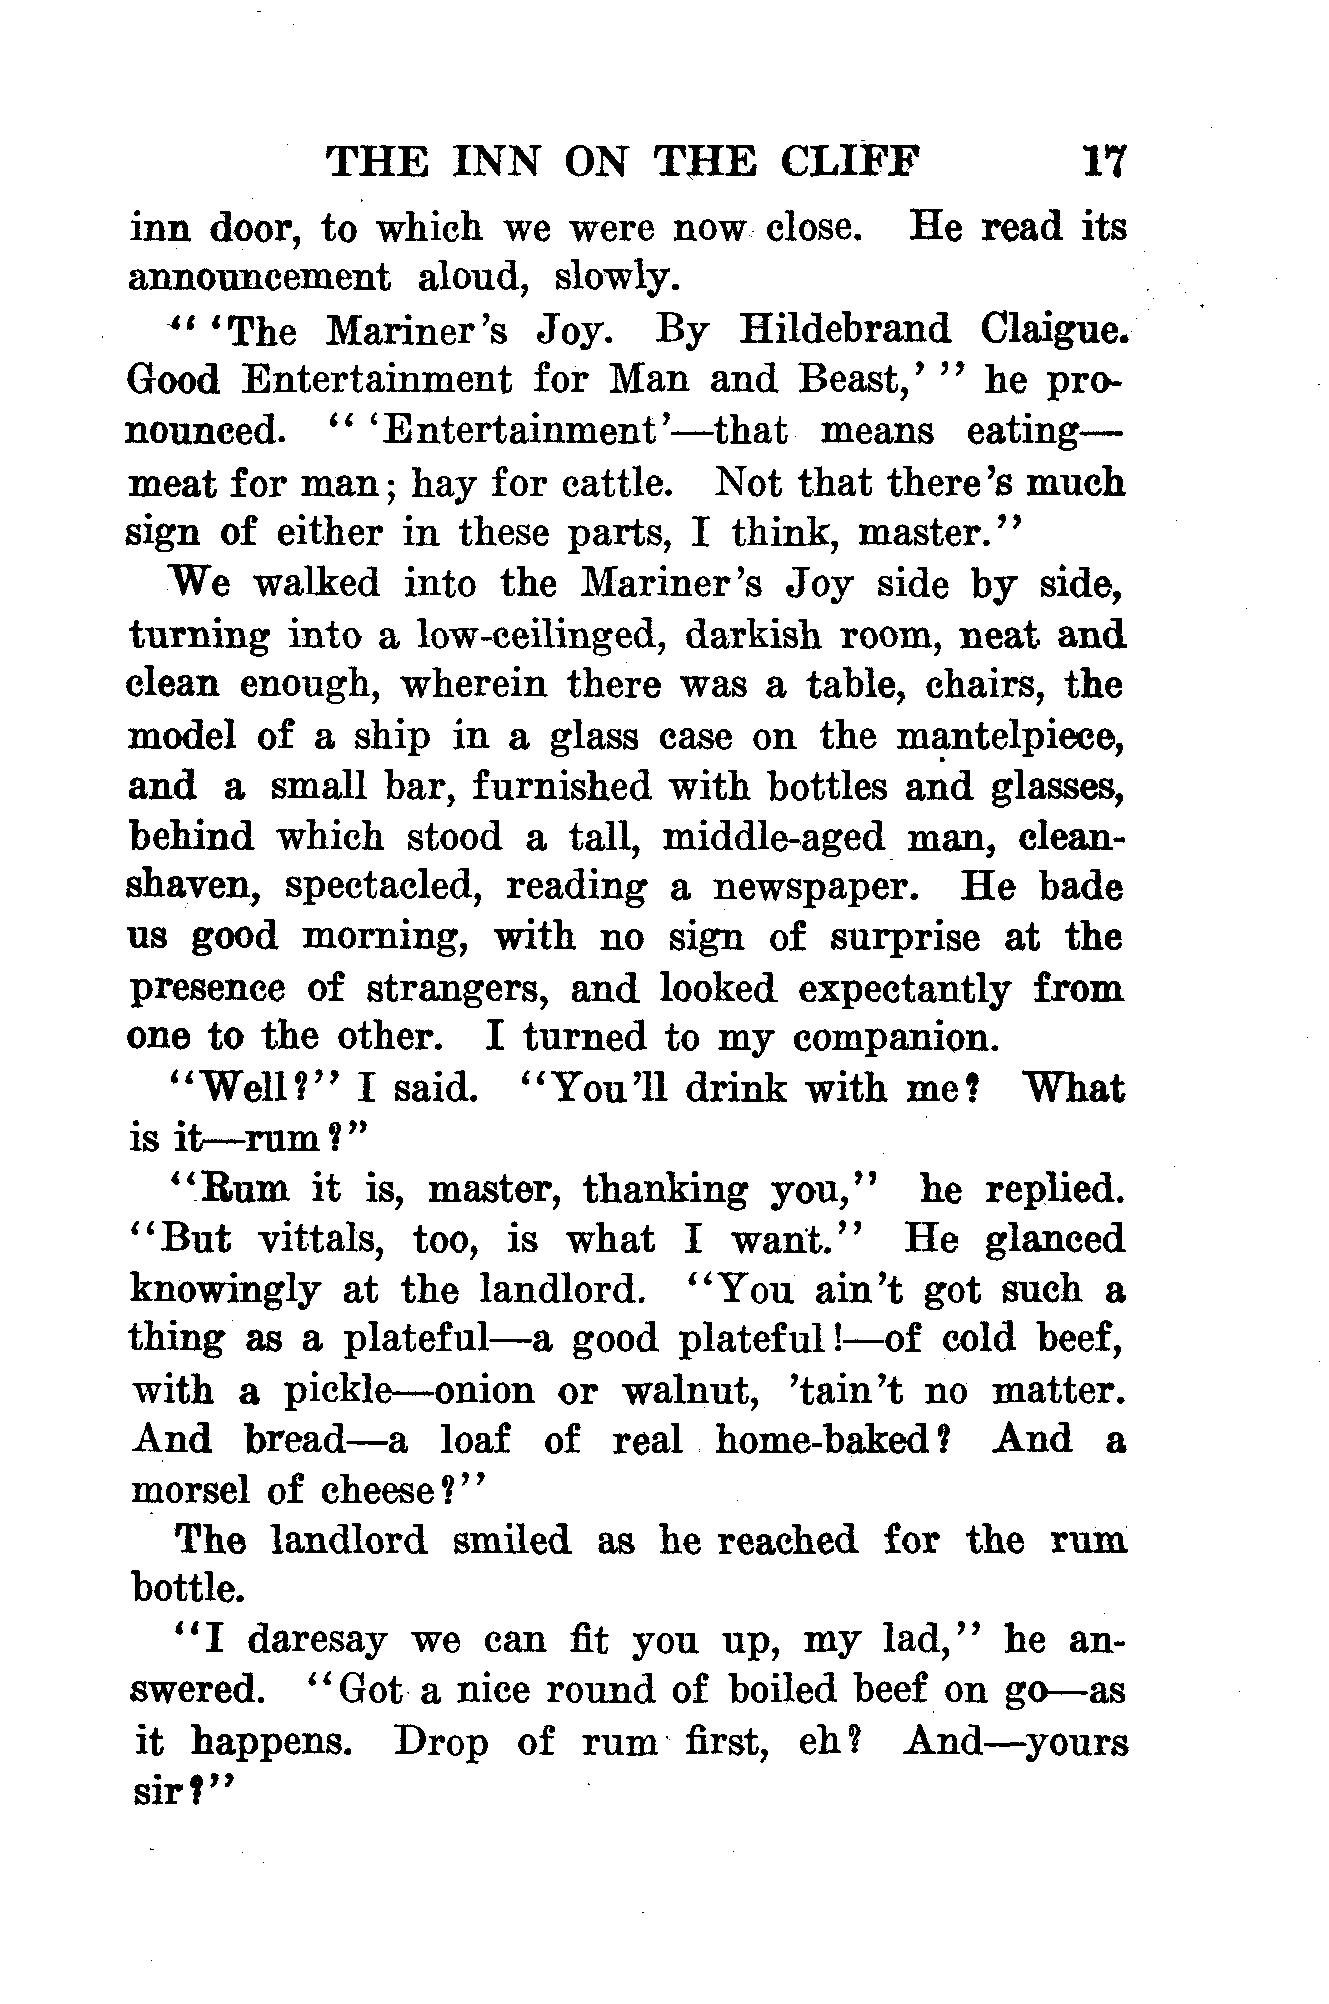 THE INN ON THE CLIFF 17
inn door, to which we were now close. He read its
announcement aloud, slowly.
" 'The Mariner's Joy. By Hildebrand Claigue.
Good Entertainment for Man and Beast,' " he pro-
nounced. " 'Entertainment'—that means eating—
meat for man; hay for cattle. Not that there's much
sign of either in these parts, I think, master."
We walked into the Mariner's Joy side by side,
turning into a low-ceilinged, darkish room, neat and
clean enough, wherein there was a table, chairs, the
model of a ship in a glass case on the mantelpiece,
and a small bar, furnished with bottles and glasses,
behind which stood a tall, middle-aged man, clean-
shaven, spectacled, reading a newspaper. He bade
us good morning, with no sign of surprise at the
presence of strangers, and looked expectantly from
one to the other. I turned to my companion.
"Well?" I said. "You'll drink with me? What
is it—rum?"
"Rum it is, master, thanking you," he replied.
"But vittals, too, is what I want." He glanced
knowingly at the landlord. "You ain't got such a
thing as a plateful—a good plateful!—of cold beef,
with a pickle—onion or walnut, 'tain't no matter.
And bread—a loaf of real home-baked? And a
morsel of cheese?"
The landlord smiled as he reached for the rum
bottle.
"I daresay we can fit you up, my lad," he an-
swered. "Got a nice round of boiled beef on go—as
it happens. Drop of rum first, eh? And—yours
sir?"